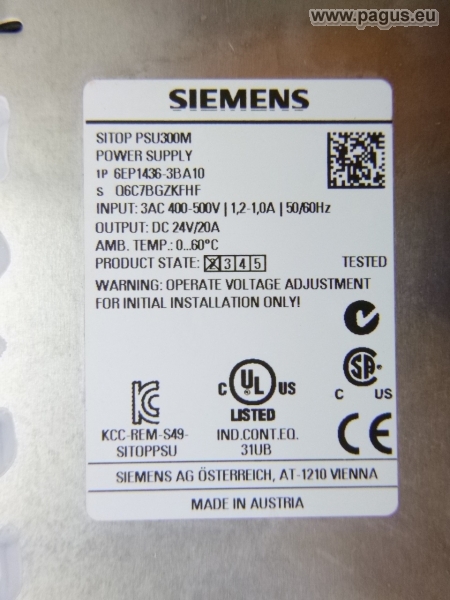 www.pagus.eu
SIEMENS
SITOP PSU300M
POWER SUPPLY
1P 6EP1436-3BA10
S Q6C7BGZKFHF
INPUT: 3AC 400-500V | 1,2-1,0A | 50/60Hz
OUTPUT: DC 24V/20A
AMB. TEMP.: 0...60°C
PRODUCT STATE: 2 3 4 5 TESTED
WARNING: OPERATE VOLTAGE ADJUSTMENT
FOR INITIAL INSTALLATION ONLY!
C UL US
LISTED
IND.CONT.EQ.
31UB
SA
C US
KCC-REM-S49-
SITOPPSU
CE
SIEMENS AG ÖSTERREICH, AT-1210 VIENNA
MADE IN AUSTRIA